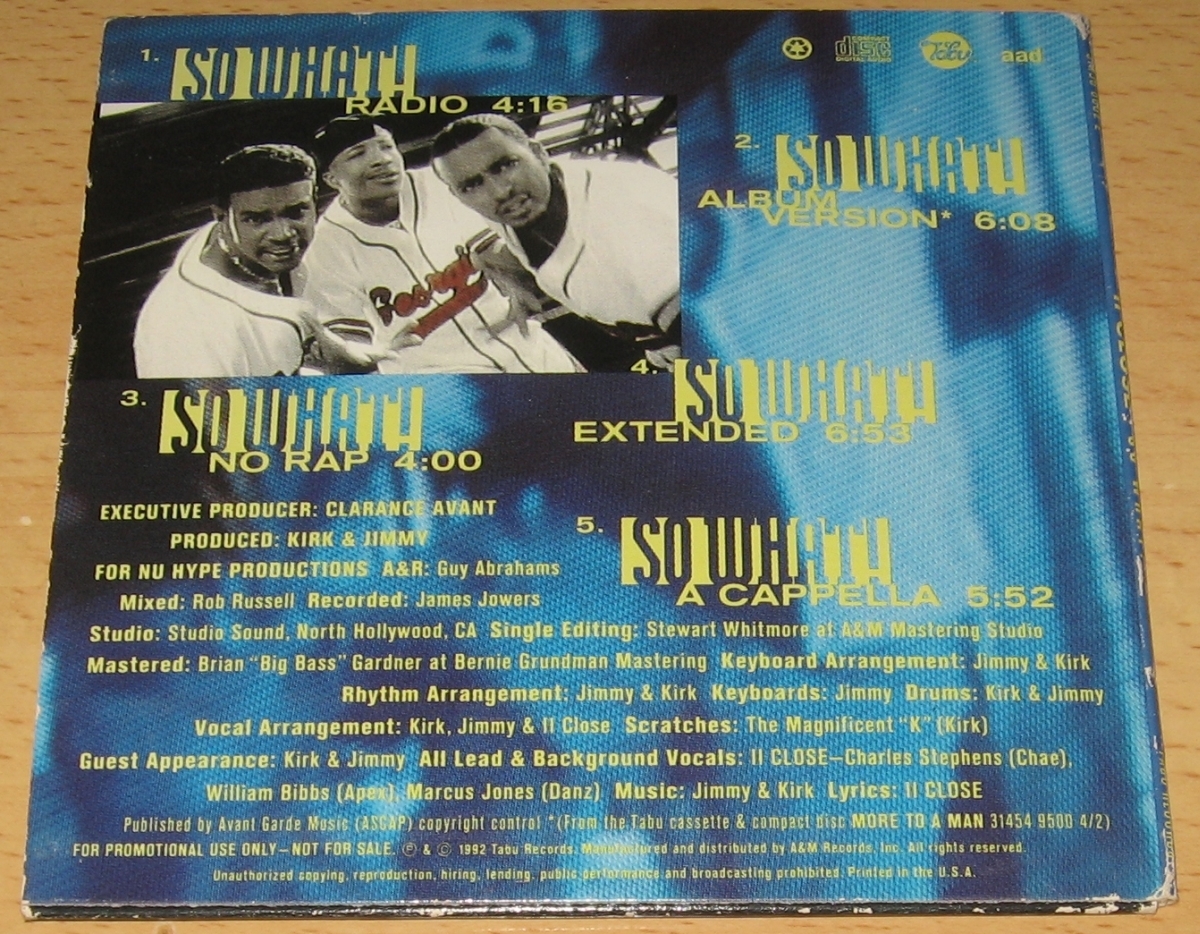 1. SO WHAT!
RADIO 4:16
COMPACT
disc
DIGITAL AUDIO
Tabu
aad
2. SO WHAT!
ALBUM
VERSION* 6:08
Georgia
3. SO WHAT!
NO RAP 4:00
4. SO WHAT!
EXTENDED 6:53
5. SO WHAT!
A CAPPELLA 5:52
EXECUTIVE PRODUCER: CLARANCE AVANT
PRODUCED: KIRK & JIMMY
FOR NU HYPE PRODUCTIONS A&R: Guy Abrahams
Mixed: Rob Russell Recorded: James Jowers
Studio: Studio Sound, North Hollywood, CA Single Editing: Stewart Whitmore at A&M Mastering Studio
Mastered: Brian "Big Bass" Gardner at Bernie Grundman Mastering Keyboard Arrangement: Jimmy & Kirk
Rhythm Arrangement: Jimmy & Kirk Keyboards: Jimmy Drums: Kirk & Jimmy
Vocal Arrangement: Kirk, Jimmy & II Close Scratches: The Magnificent "K" (Kirk)
Guest Appearance: Kirk & Jimmy All Lead & Background Vocals: II CLOSE–Charles Stephens (Chae),
William Bibbs (Apex), Marcus Jones (Danz) Music: Jimmy & Kirk Lyrics: II CLOSE
Published by Avant Garde Music (ASCAP) copyright control *(From the Tabu cassette & compact disc MORE TO A MAN 31454 9500 4/2)
FOR PROMOTIONAL USE ONLY–NOT FOR SALE. ℗ & © 1992 Tabu Records. Manufactured and distributed by A&M Records, Inc. All rights reserved.
Unauthorized copying, reproduction, hiring, lending, public performance and broadcasting prohibited. Printed in the U.S.A.